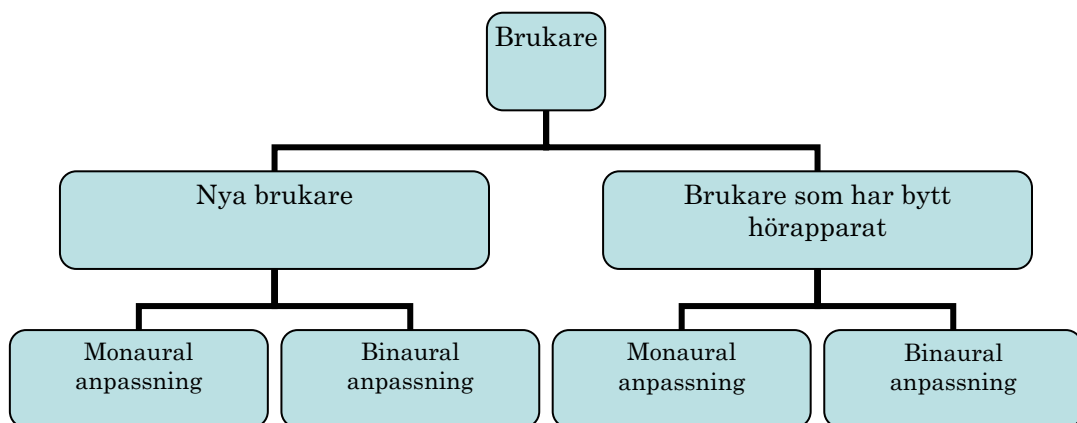 Brukare
Nya brukare
Brukare som har bytt
hörapparat
Monaural
anpassning
Binaural
anpassning
Monaural
anpassning
Binaural
anpassning